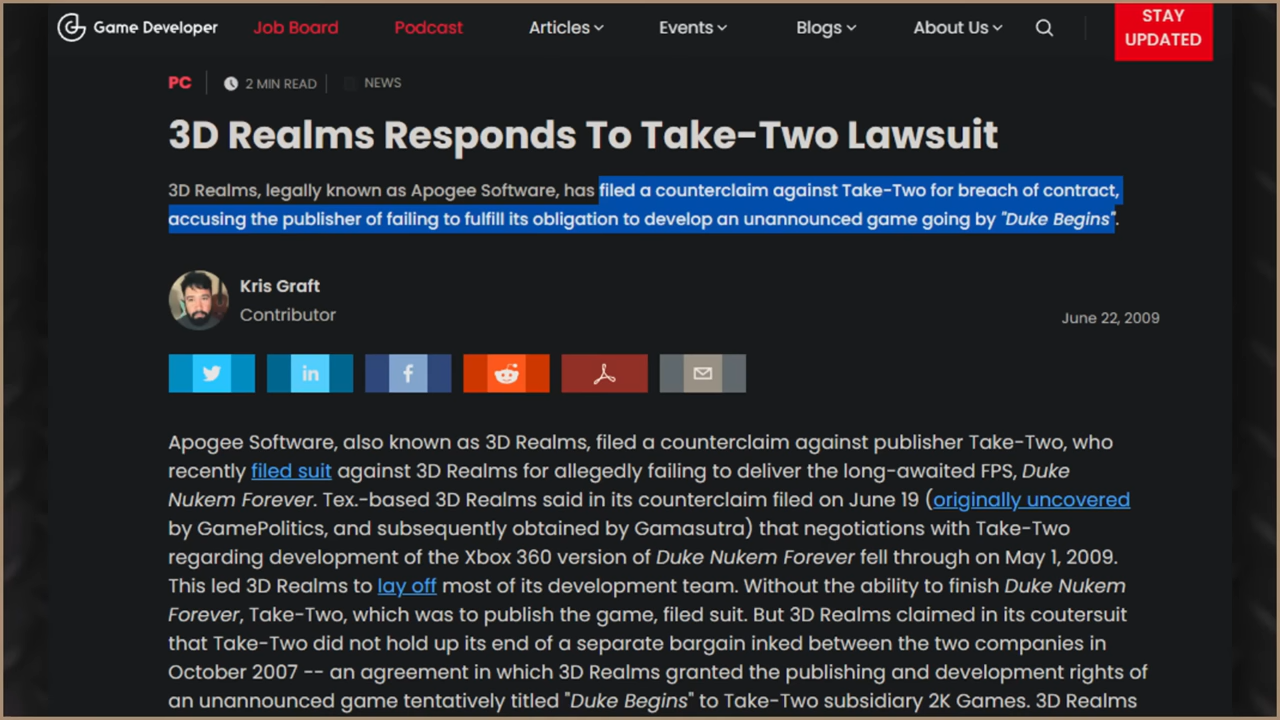 Game Developer Job Board Podcast Articles Events Blogs About Us STAY UPDATED
PC 2 MIN READ NEWS
3D Realms Responds To Take-Two Lawsuit
3D Realms, legally known as Apogee Software, has filed a counterclaim against Take-Two for breach of contract,
accusing the publisher of failing to fulfill its obligation to develop an unannounced game going by "Duke Begins".
Kris Graft
Contributor
June 22, 2009
Apogee Software, also known as 3D Realms, filed a counterclaim against publisher Take-Two, who
recently filed suit against 3D Realms for allegedly failing to deliver the long-awaited FPS, Duke
Nukem Forever. Tex.-based 3D Realms said in its counterclaim filed on June 19 (originally uncovered
by GamePolitics, and subsequently obtained by Gamasutra) that negotiations with Take-Two
regarding development of the Xbox 360 version of Duke Nukem Forever fell through on May 1, 2009.
This led 3D Realms to lay off most of its development team. Without the ability to finish Duke Nukem
Forever, Take-Two, which was to publish the game, filed suit. But 3D Realms claimed in its coutersuit
that Take-Two did not hold up its end of a separate bargain inked between the two companies in
October 2007 -- an agreement in which 3D Realms granted the publishing and development rights of
an unannounced game tentatively titled "Duke Begins" to Take-Two subsidiary 2K Games. 3D Realms